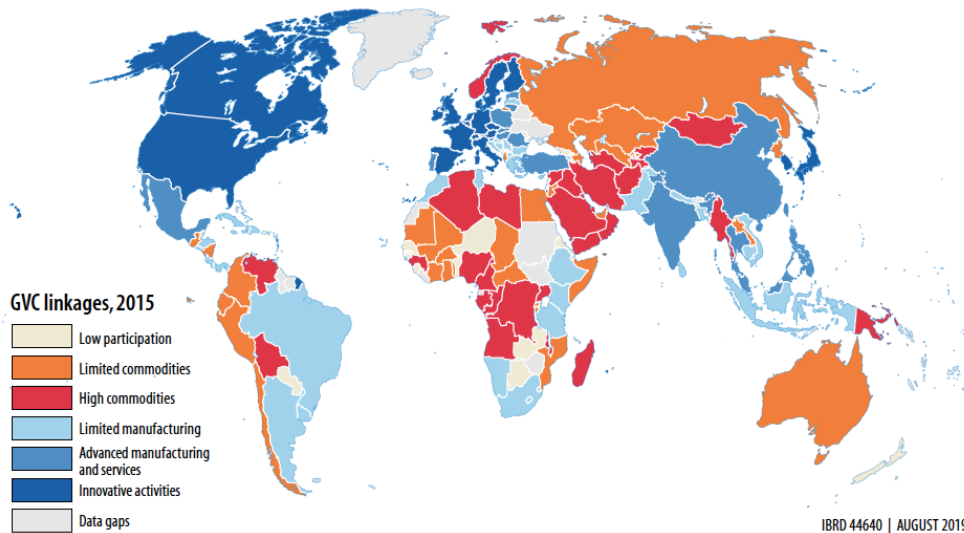 GVC linkages, 2015
Low participation
Limited commodities
High commodities
Limited manufacturing
Advanced manufacturing
and services
Innovative activities
Data gaps
IBRD 44640 | AUGUST 2019